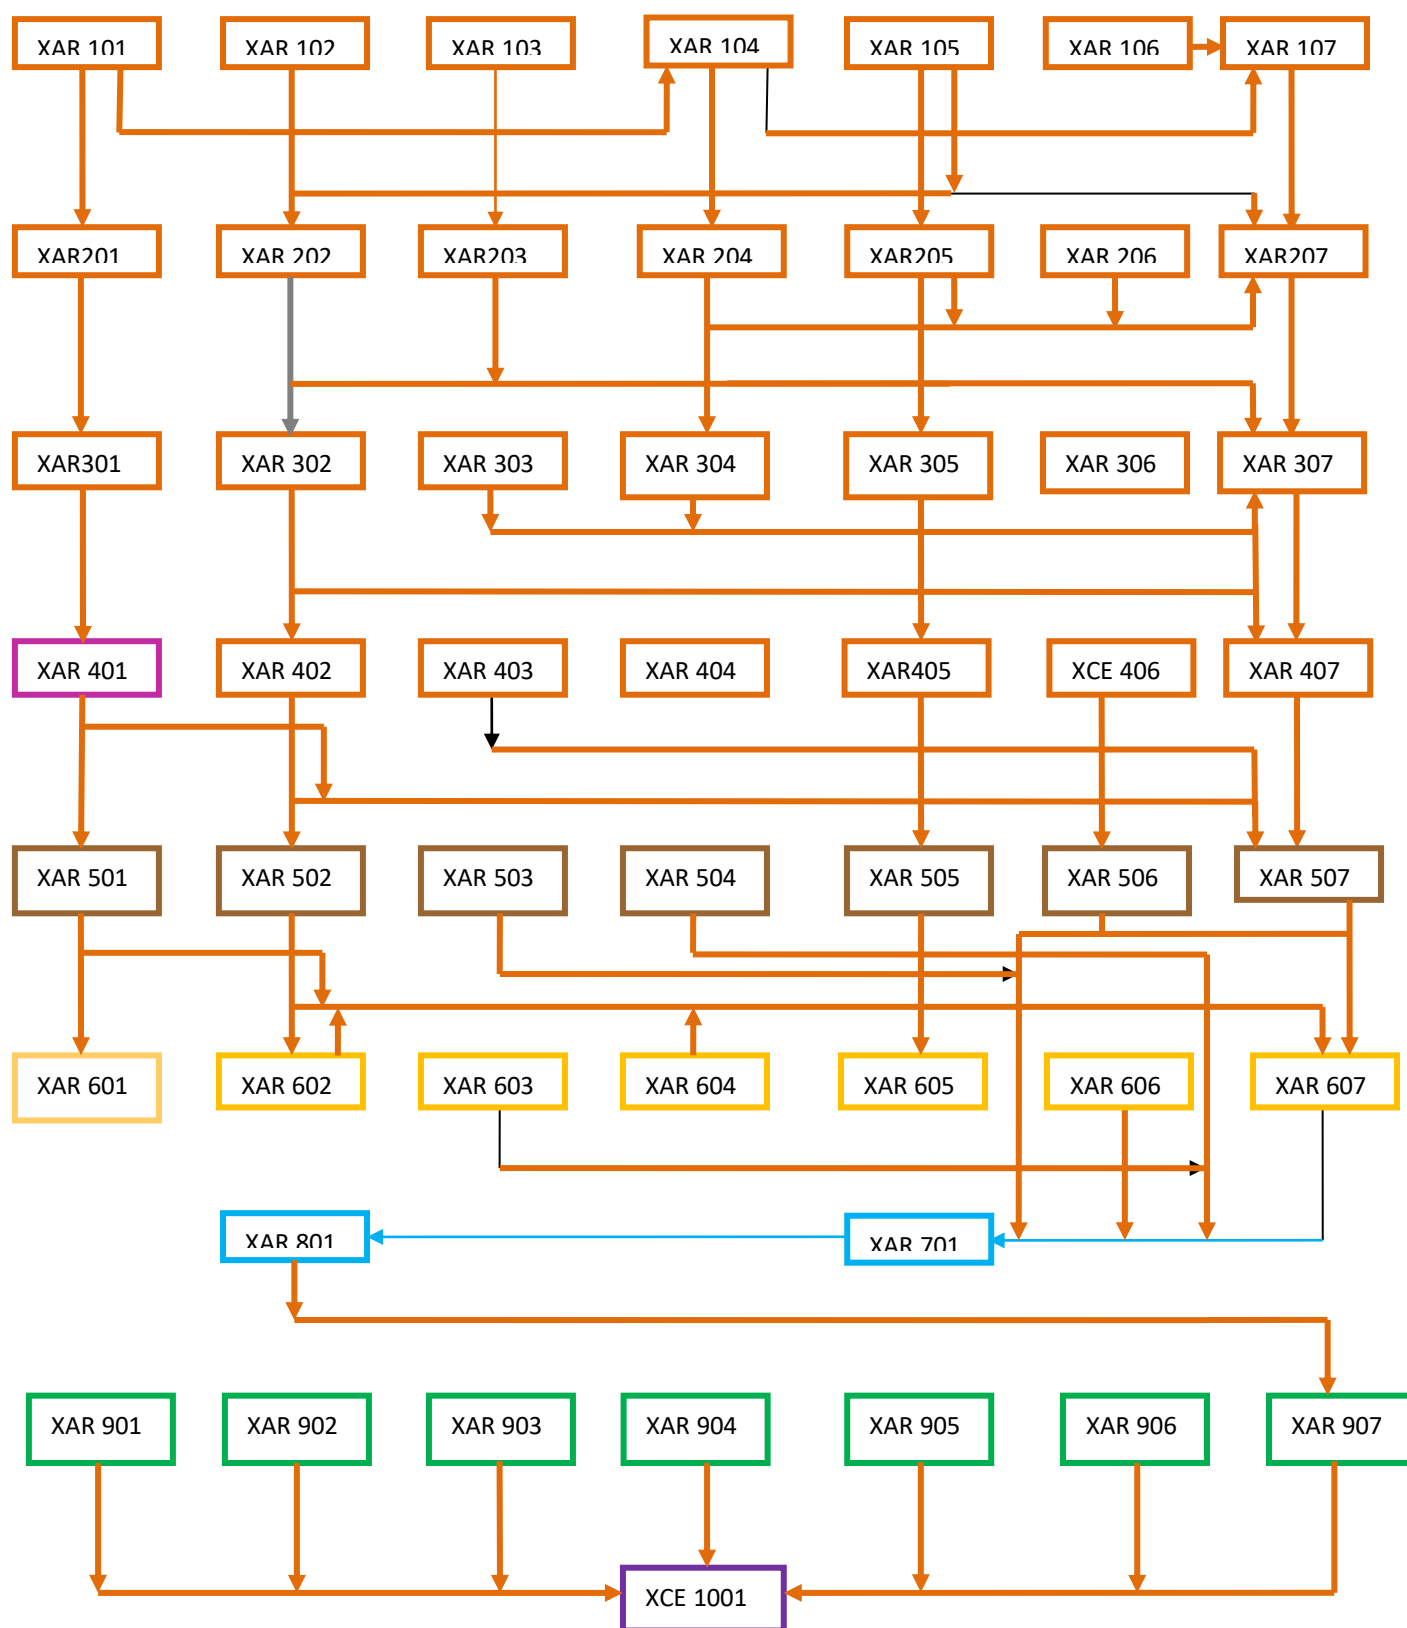 XAR 101
XAR 102
XAR 103
XAR 104
XAR 105
XAR 106
XAR 107
XAR201
XAR 202
XAR203
XAR 204
XAR205
XAR 206
XAR207
XAR301
XAR 302
XAR 303
XAR 304
XAR 305
XAR 306
XAR 307
XAR 401
XAR 402
XAR 403
XAR 404
XAR405
XCE 406
XAR 407
XAR 501
XAR 502
XAR 503
XAR 504
XAR 505
XAR 506
XAR 507
XAR 601
XAR 602
XAR 603
XAR 604
XAR 605
XAR 606
XAR 607
XAR 801
XAR 701
XAR 901
XAR 902
XAR 903
XAR 904
XAR 905
XAR 906
XAR 907
XCE 1001